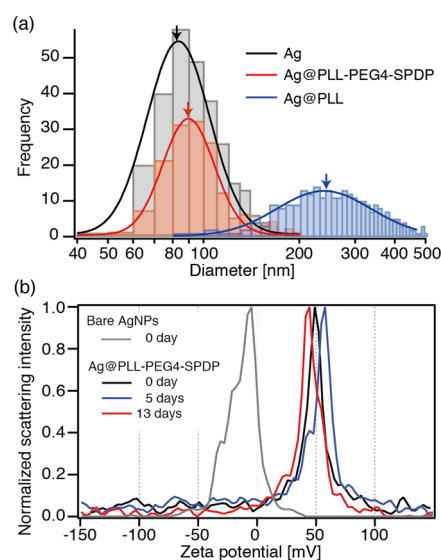 (a)
Frequency
50
40
30
20
10
0
Ag
Ag@PLL-PEG4-SPDP
Ag@PLL
40 50 60 80 100 200 300 400 500
Diameter [nm]
(b)
Normalized scattering intensity
1.0
0.8
0.6
0.4
0.2
0.0
Bare AgNPs
0 day
Ag@PLL-PEG4-SPDP
0 day
5 days
13 days
-150 -100 -50 0 50 100
Zeta potential [mV]